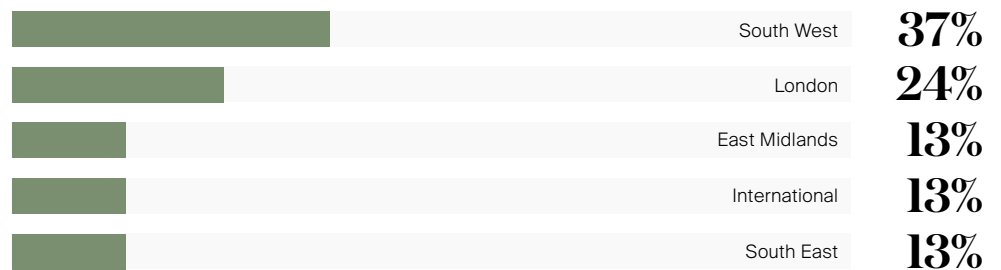 South West 37%
London 24%
East Midlands 13%
International 13%
South East 13%